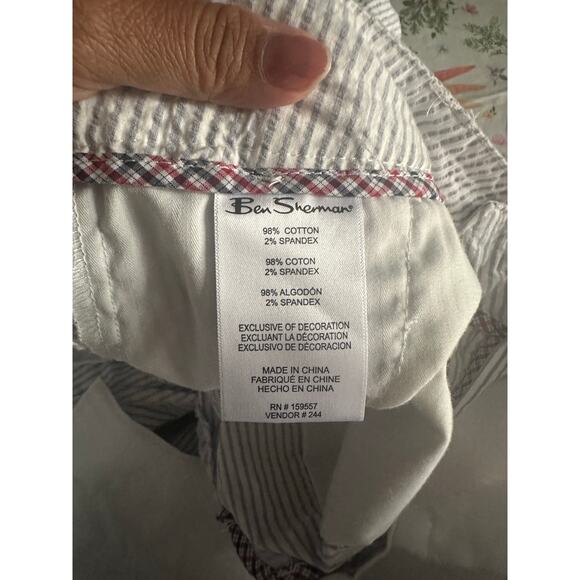 Ben Sherman®
98% COTTON
2% SPANDEX
98% COTON
2% SPANDEX
98% ALGODÓN
2% SPANDEX
EXCLUSIVE OF DECORATION
EXCLUANT LA DÉCORATION
EXCLUSIVO DE DECORACION
MADE IN CHINA
FABRIQUÉ EN CHINE
HECHO EN CHINA
RN # 159557
VENDOR # 244